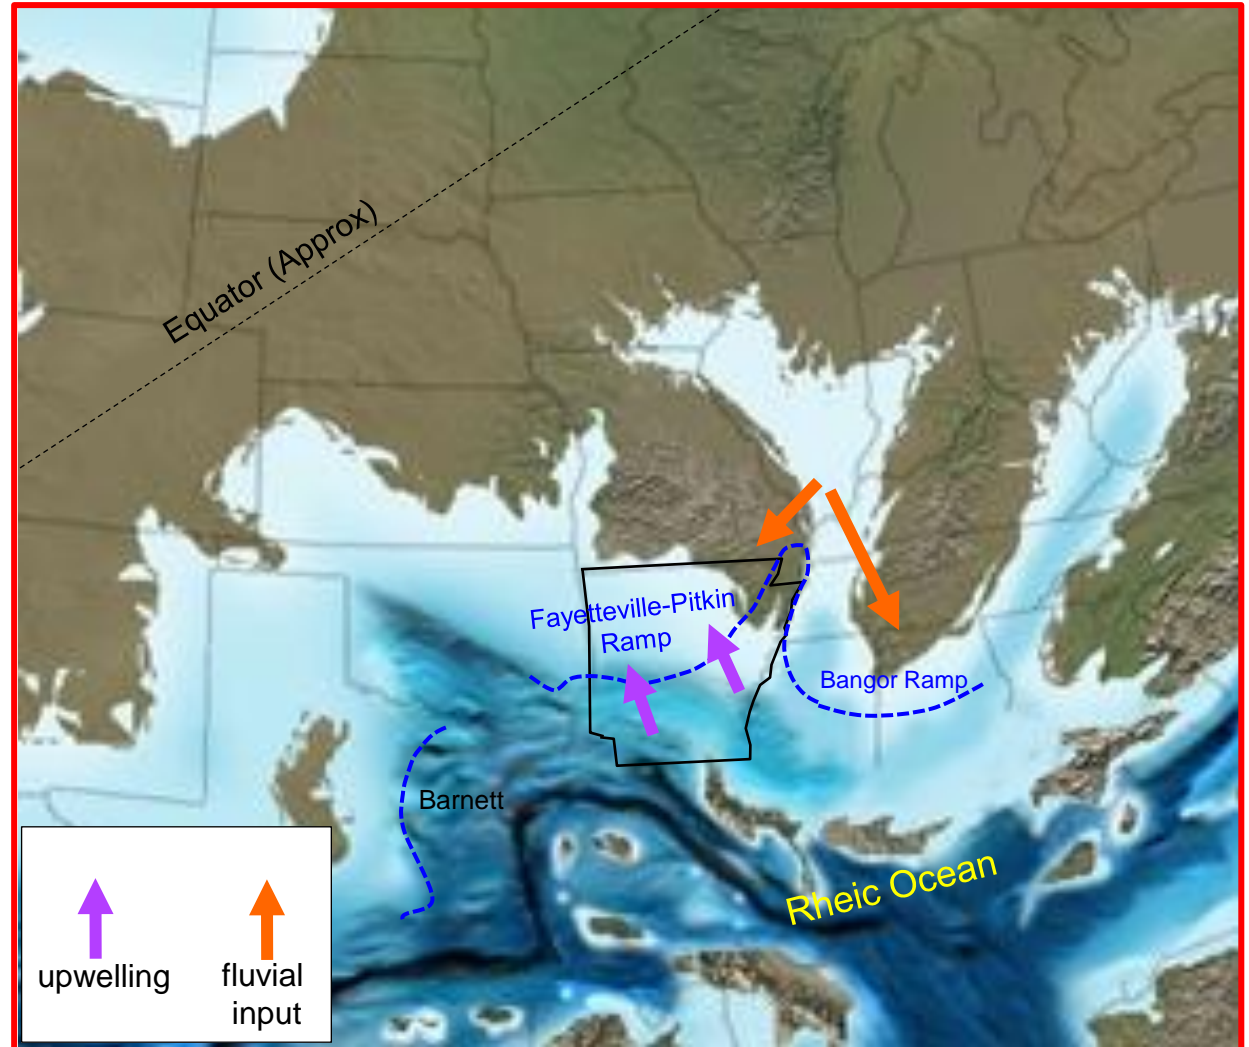 Equator (Approx)
Fayetteville-Pitkin
Ramp
Bangor Ramp
Barnett
Rheic Ocean
upwelling
fluvial
input